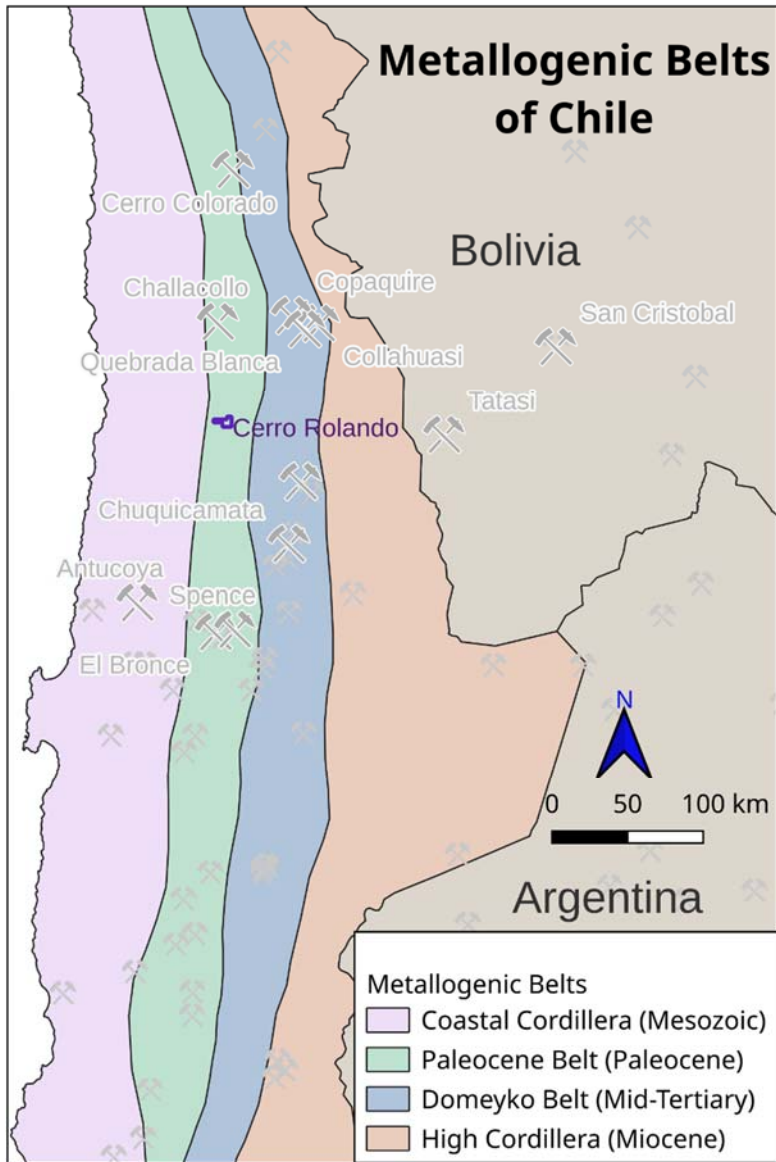 Metallogenic Belts
of Chile
Cerro Colorado
Bolivia
Challacollo
Copaquire
San Cristobal
Quebrada Blanca
Collahuasi
Tatasi
Cerro Rolando
Chuquicamata
Antucoya
Spence
El Bronce
N
0 50 100 km
Argentina
Metallogenic Belts
Coastal Cordillera (Mesozoic)
Paleocene Belt (Paleocene)
Domeyko Belt (Mid-Tertiary)
High Cordillera (Miocene)